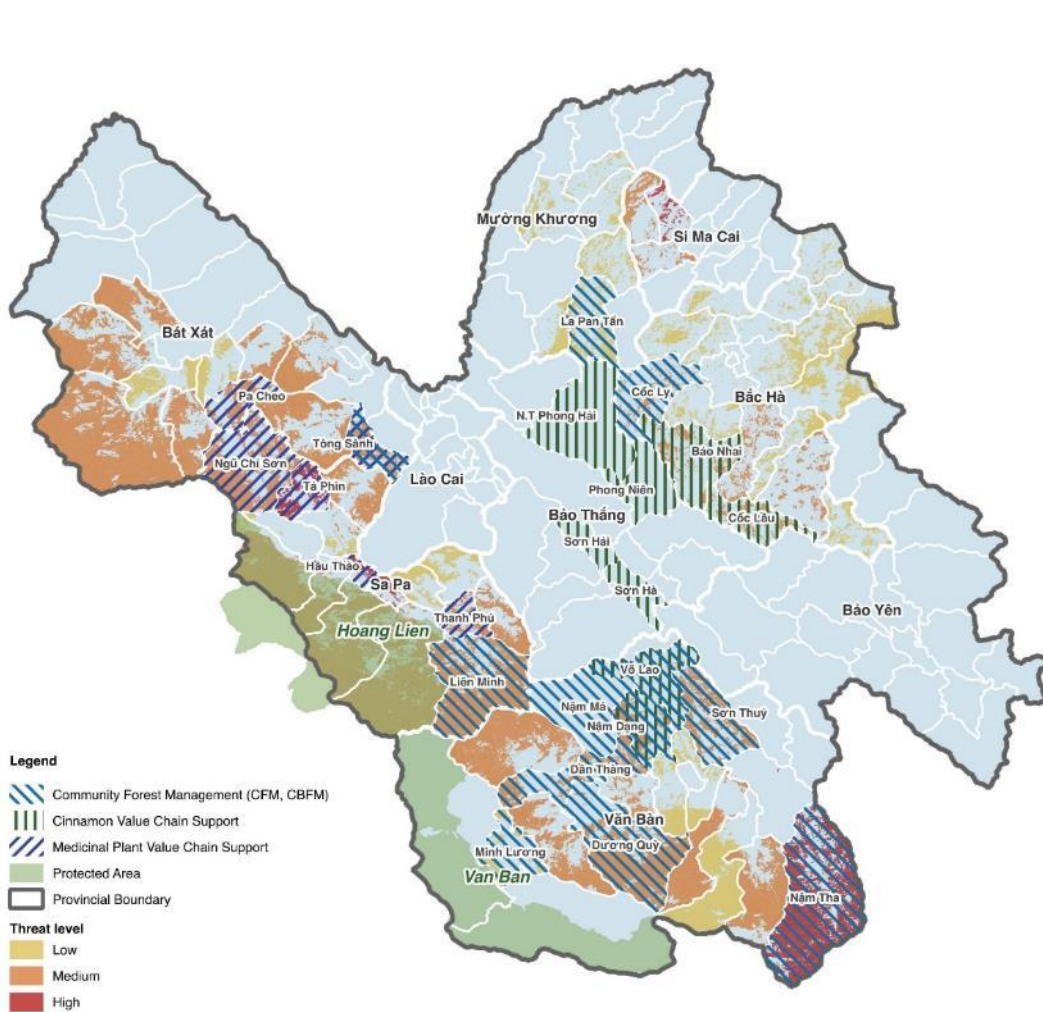 Mường Khương
Si Ma Cai
La Pan Tẩn
Bát Xát
Pa Cheo
Cốc Ly
Bắc Hà
N.T Phong Hải
Tòng Sành
Bảo Nhai
Ngũ Chỉ Sơn
Tả Phìn
Lào Cai
Phong Niên
Bảo Thắng
Cốc Lầu
Sơn Hải
Hầu Thào
Sa Pa
Sơn Hà
Bảo Yên
Thanh Phú
Hoang Lien
Võ Lao
Liên Minh
Nậm Mả
Sơn Thuỷ
Nậm Dạng
Dần Thàng
Văn Bàn
Dương Quỳ
Minh Lương
Van Ban
Nậm Tha
Legend
Community Forest Management (CFM, CBFM)
Cinnamon Value Chain Support
Medicinal Plant Value Chain Support
Protected Area
Provincial Boundary
Threat level
Low
Medium
High